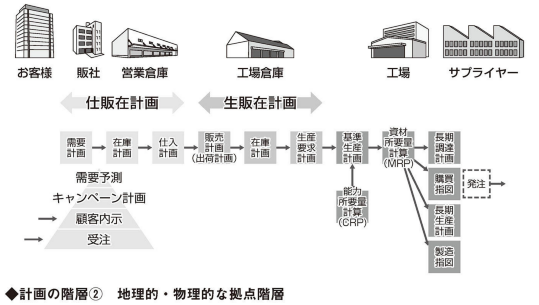 お客様
販社
営業倉庫
工場倉庫
工場
サプライヤー
仕販在計画
生販在計画
需要
計画
在庫
計画
仕入
計画
販売
計画
(出荷計画)
在庫
計画
生産
要求
計画
基準
生産
計画
資材
所要量
計算
(MRP)
長期
調達
計画
購買
指図
発注
長期
生産
計画
製造
指図
能力
所要量
計算
(CRP)
需要予測
キャンペーン計画
顧客内示
受注
◆計画の階層② 地理的・物理的な拠点階層